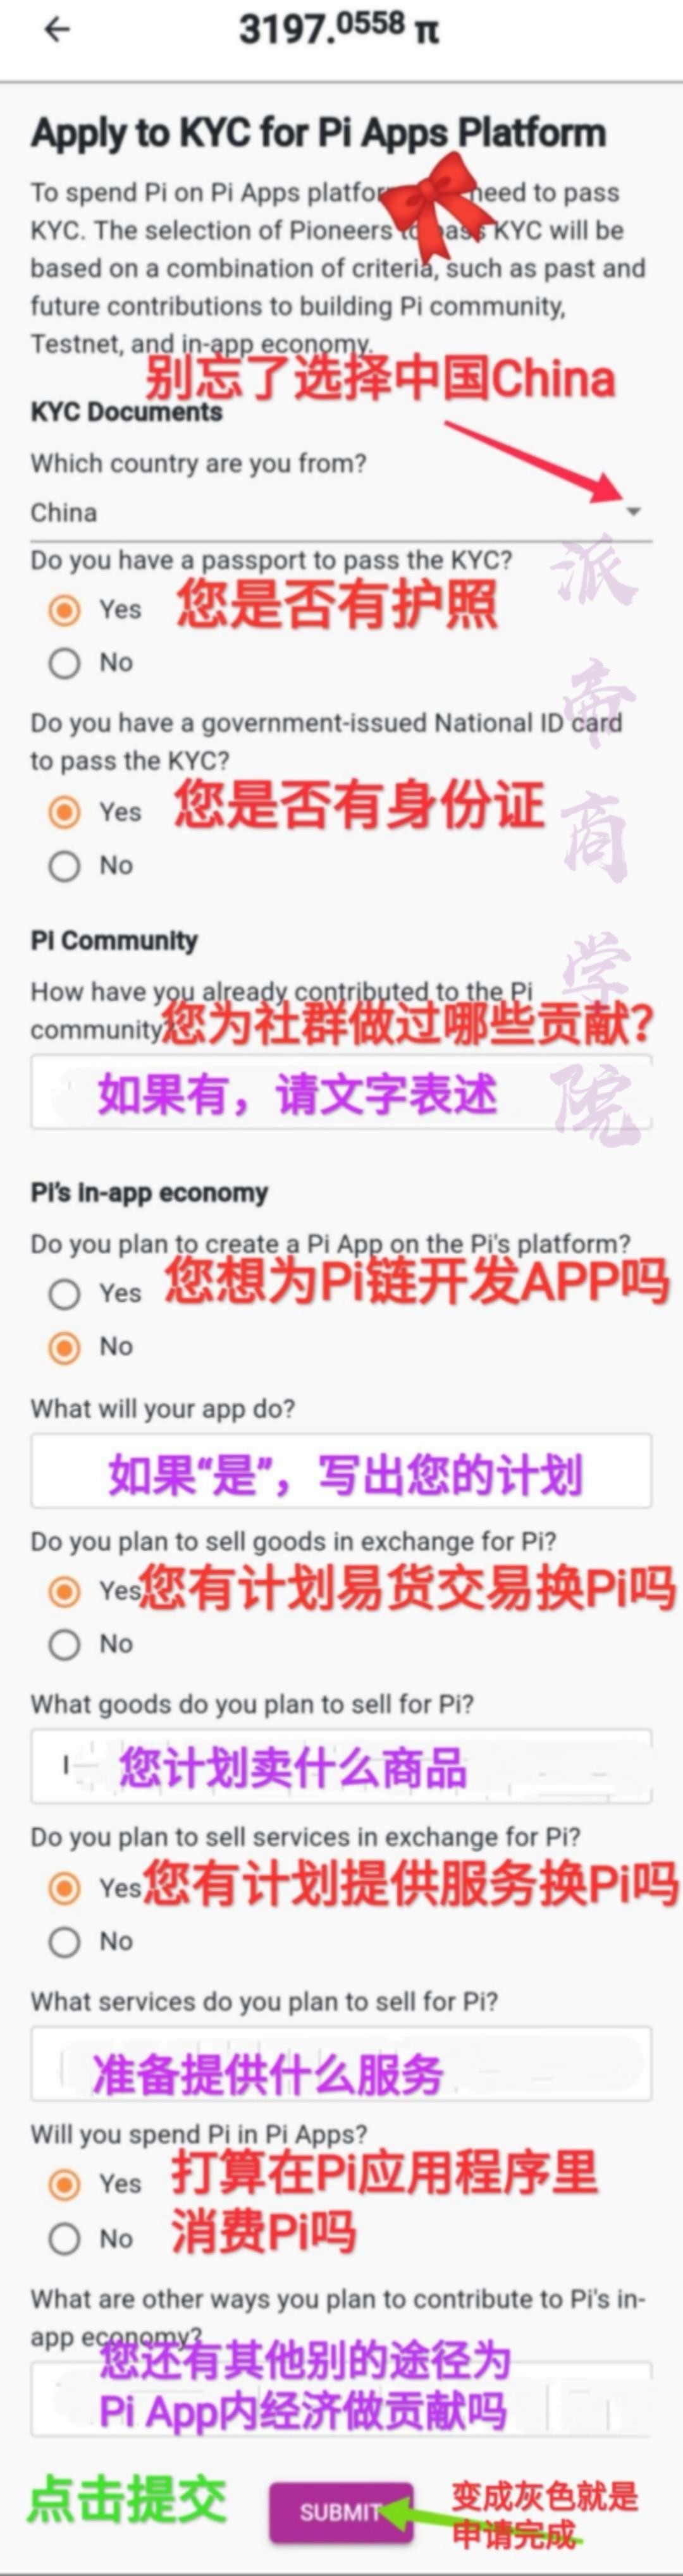 3197.0558 π
Apply to KYC for Pi Apps Platform
To spend Pi on Pi Apps need to pass
KYC. The selection of Pioneers KYC will be
based on a combination of criteria, such as past and
future contributions to building Pi community,
Testnet, and in-app economy.
别忘了选择中国China
KYC Documents
Which country are you from?
China
Do you have a passport to pass the KYC?
Yes 您是否有护照
No
Do you have a government-issued National ID card
to pass the KYC?
Yes 您是否有身份证
No
派帝商学院
Pi Community
How have you already contributed to the Pi
community? 您为社群做过哪些贡献?
如果有，请文字表述
Pi's in-app economy
Do you plan to create a Pi App on the Pi's platform?
Yes 您想为Pi链开发APP吗
No
What will your app do?
如果“是”，写出您的计划
Do you plan to sell goods in exchange for Pi?
Yes 您有计划易货交易换Pi吗
No
What goods do you plan to sell for Pi?
您计划卖什么商品
Do you plan to sell services in exchange for Pi?
Yes 您有计划提供服务换Pi吗
No
What services do you plan to sell for Pi?
准备提供什么服务
Will you spend Pi in Pi Apps?
Yes 打算在Pi应用程序里
No 消费Pi吗
What are other ways you plan to contribute to Pi's in-
app economy?
您还有其他别的途径为
Pi App内经济做贡献吗
点击提交 SUBMIT 变成灰色就是
申请完成